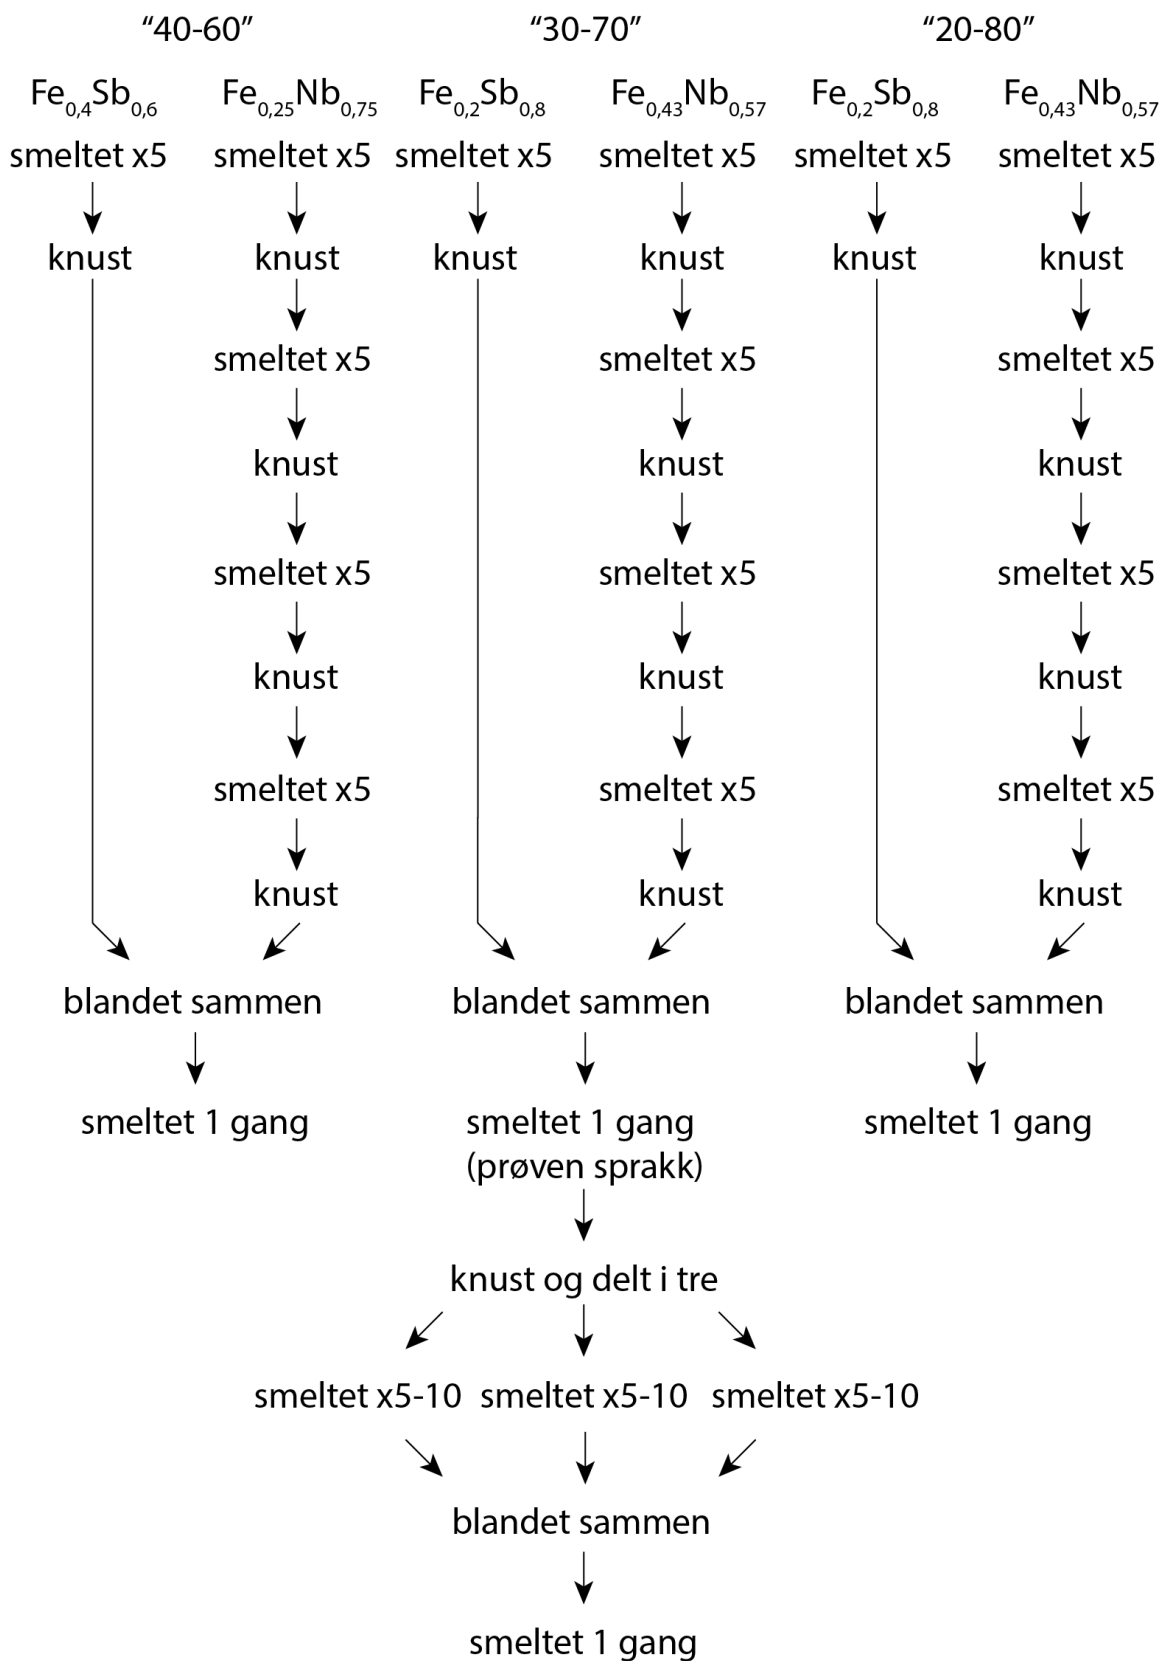 “40-60” “30-70” “20-80”
Fe0,4Sb0,6 Fe0,25Nb0,75 Fe0,2Sb0,8 Fe0,43Nb0,57 Fe0,2Sb0,8 Fe0,43Nb0,57
smeltet x5 smeltet x5 smeltet x5 smeltet x5 smeltet x5 smeltet x5
knust knust knust knust knust knust
smeltet x5 smeltet x5 smeltet x5
knust knust knust
smeltet x5 smeltet x5 smeltet x5
knust knust knust
smeltet x5 smeltet x5 smeltet x5
knust knust knust
blandet sammen blandet sammen blandet sammen
smeltet 1 gang smeltet 1 gang smeltet 1 gang
(prøven sprakk)
knust og delt i tre
smeltet x5-10 smeltet x5-10 smeltet x5-10
blandet sammen
smeltet 1 gang